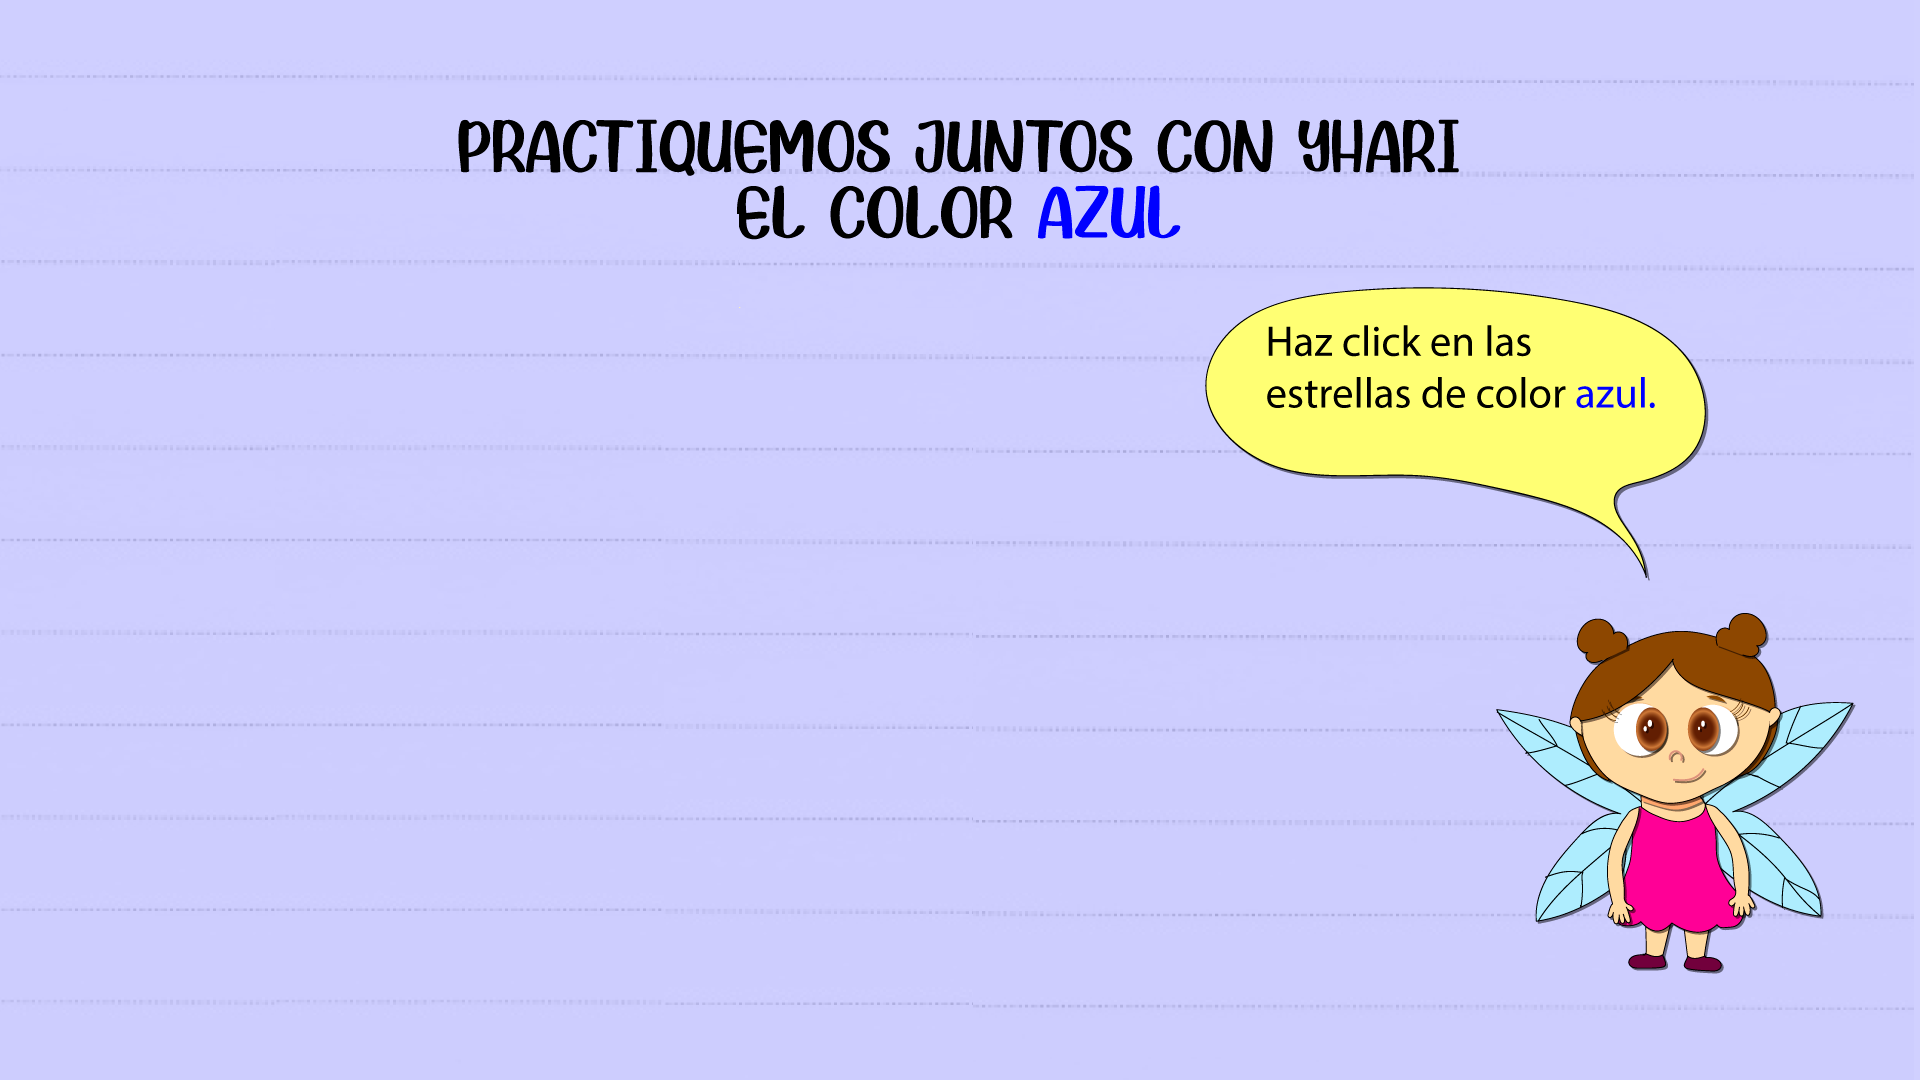 PRACTIQUEMOS JUNTOS CON YHARI
EL COLOR AZUL
Haz click en las
estrellas de color azul.